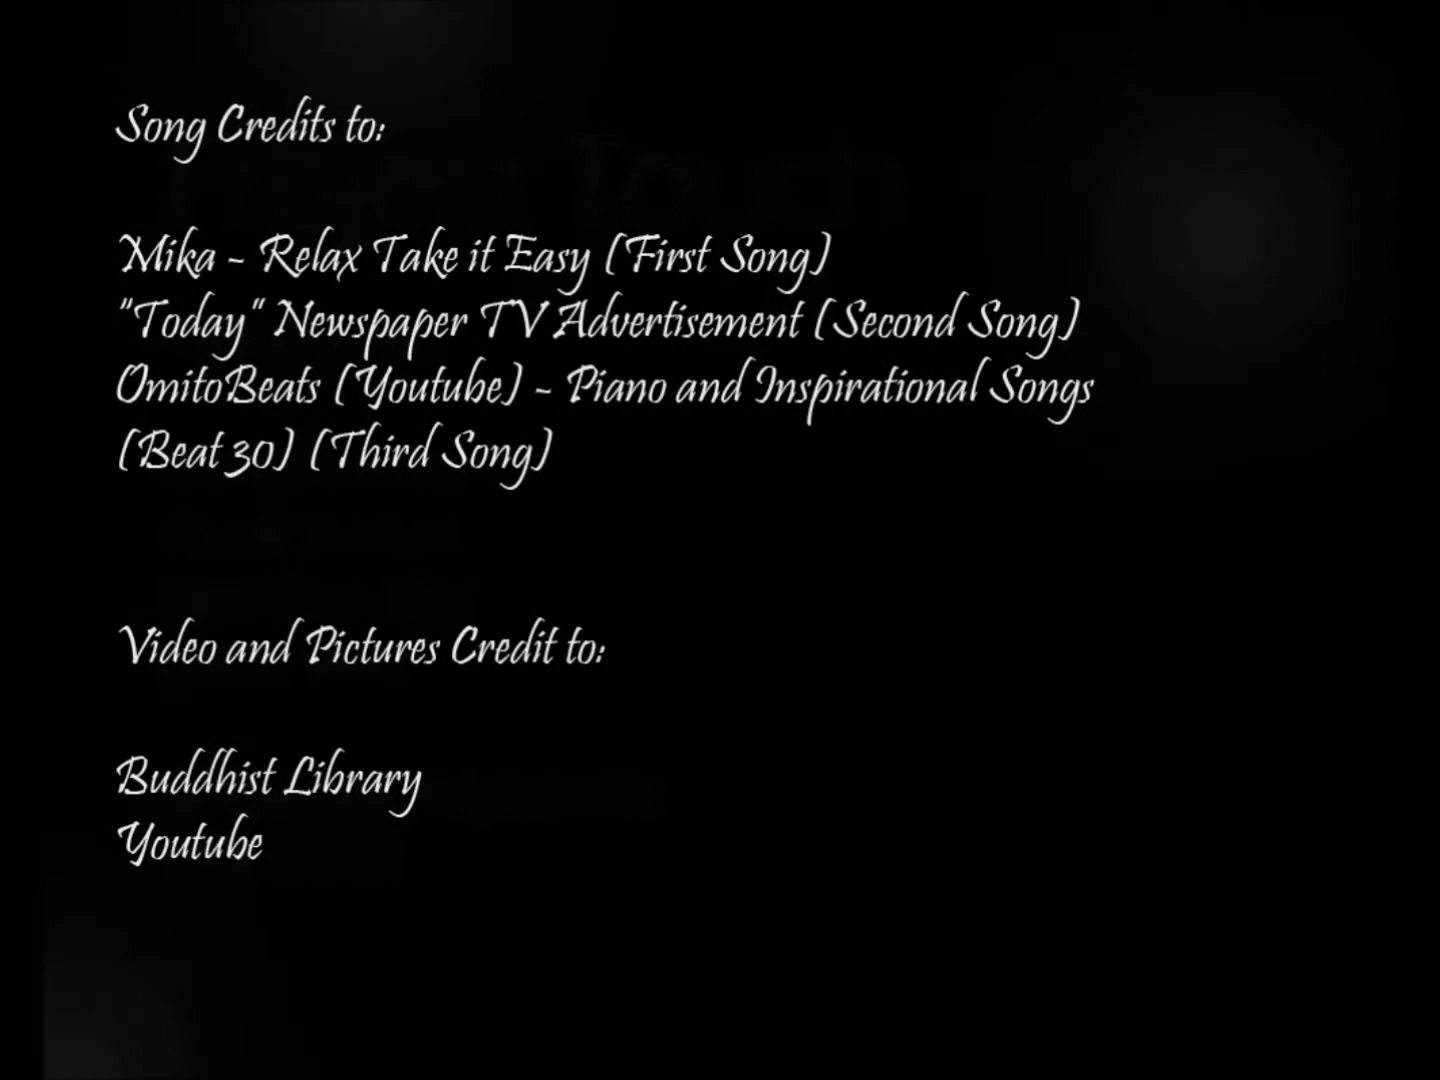 Song Credits to:
Mika - Relax Take it Easy (First Song)
"Today" Newspaper TV Advertisement (Second Song)
OmitoBeats (Youtube) - Piano and Inspirational Songs
(Beat 30) (Third Song)
Video and Pictures Credit to:
Buddhist Library
Youtube